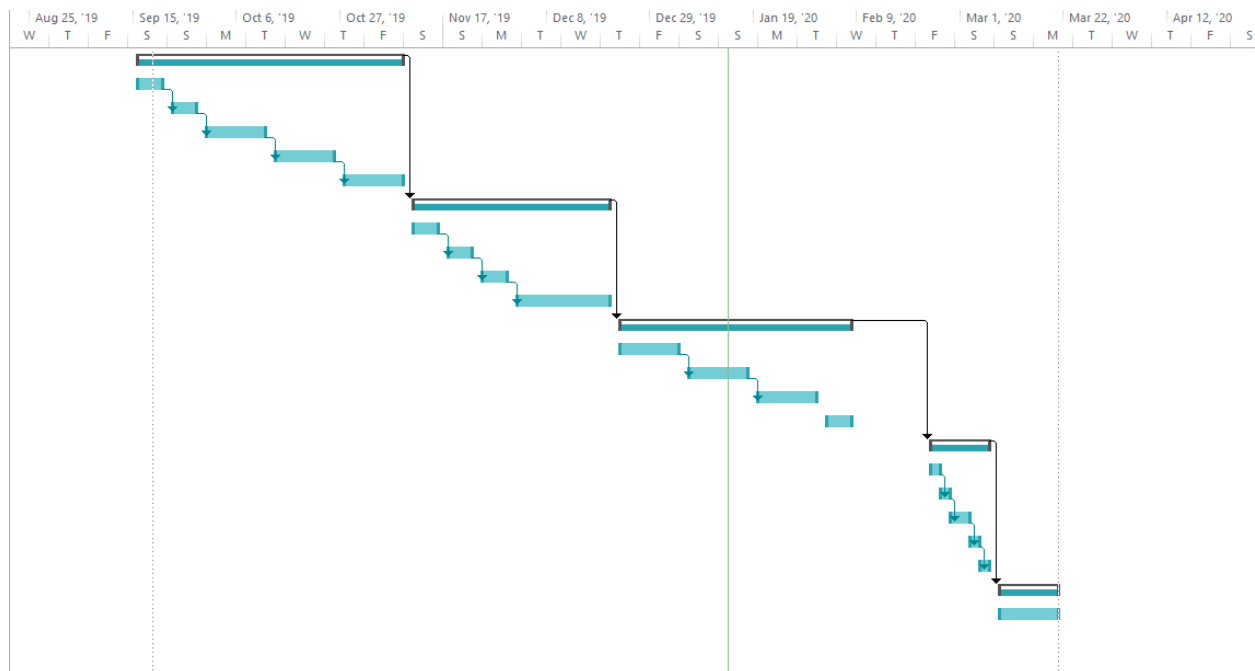 Aug 25, '19 Sep 15, '19 Oct 6, '19 Oct 27, '19 Nov 17, '19 Dec 8, '19 Dec 29, '19 Jan 19, '20 Feb 9, '20 Mar 1, '20 Mar 22, '20 Apr 12, '20
W T F S S M T W T F S S M T W T F S S M T W T F S S M T W T F S